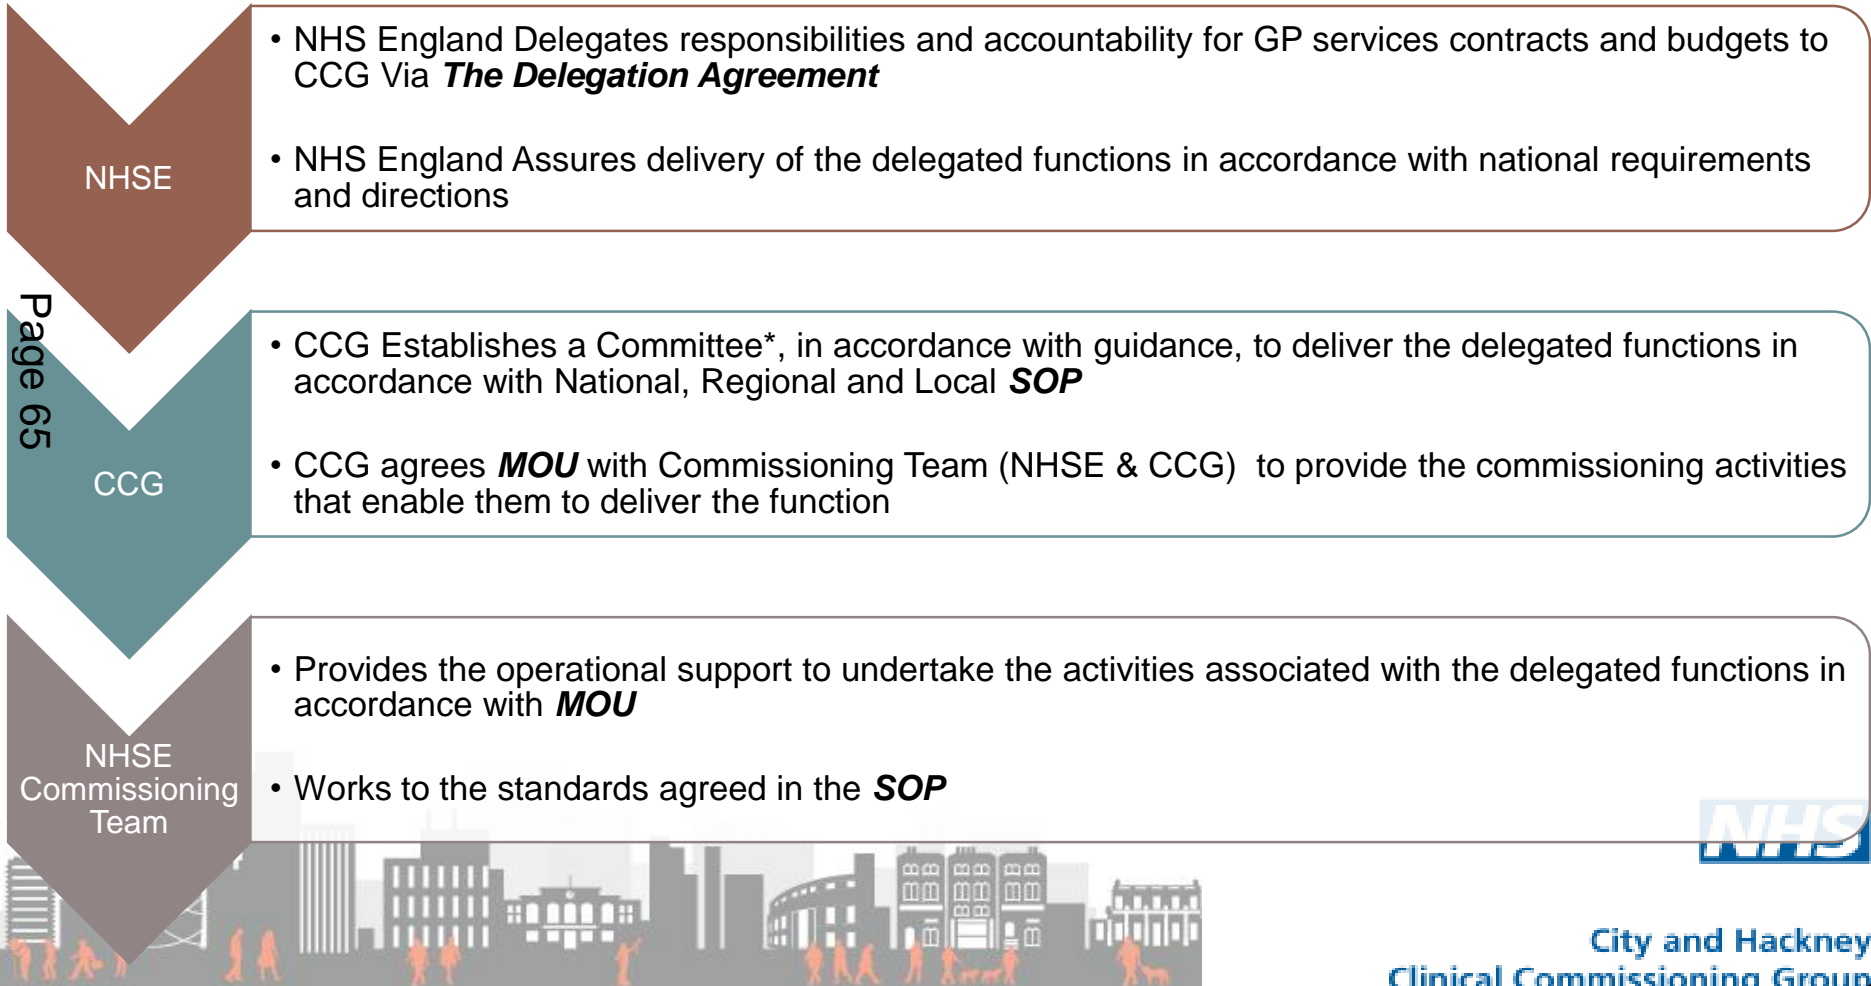 • NHS England Delegates responsibilities and accountability for GP services contracts and budgets to
CCG Via The Delegation Agreement
• NHS England Assures delivery of the delegated functions in accordance with national requirements
and directions
NHSE
Page 65
• CCG Establishes a Committee*, in accordance with guidance, to deliver the delegated functions in
accordance with National, Regional and Local SOP
• CCG agrees MOU with Commissioning Team (NHSE & CCG) to provide the commissioning activities
that enable them to deliver the function
CCG
• Provides the operational support to undertake the activities associated with the delegated functions in
accordance with MOU
• Works to the standards agreed in the SOP
NHSE
Commissioning
Team
NHS
City and Hackney
Clinical Commissioning Group